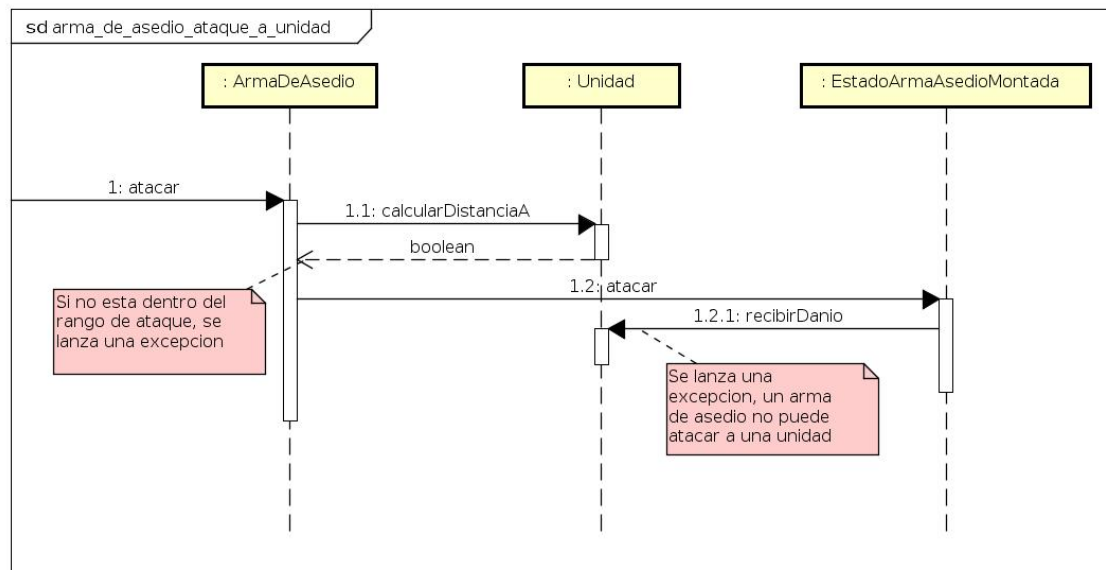 sd arma_de_asedio_ataque_a_unidad
: ArmaDeAsedio
: Unidad
: EstadoArmaAsedioMontada
1: atacar
1.1: calcularDistanciaA
boolean
1.2: atacar
Si no esta dentro del
rango de ataque, se
lanza una excepcion
1.2.1: recibirDanio
Se lanza una
excepcion, un arma
de asedio no puede
atacar a una unidad